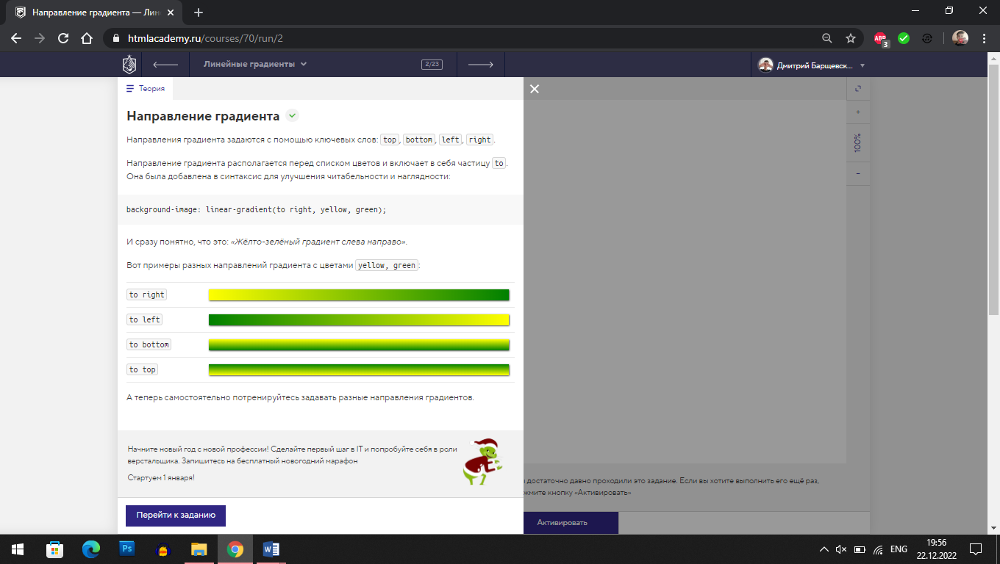 Направление градиента — Лин
htmlacademy.ru/courses/70/run/2
ABP
3
Линейные градиенты
2/23
Дмитрий Барщевск...
Теория
Направление градиента
Направления градиента задаются с помощью ключевых слов: top, bottom, left, right.
Направление градиента располагается перед списком цветов и включает в себя частицу to.
Она была добавлена в синтаксис для улучшения читабельности и наглядности:
background-image: linear-gradient(to right, yellow, green);
И сразу понятно, что это: «Жёлто-зелёный градиент слева направо».
Вот примеры разных направлений градиента с цветами yellow, green:
to right
to left
to bottom
to top
А теперь самостоятельно потренируйтесь задавать разные направления градиентов.
Начните новый год с новой профессии! Сделайте первый шаг в IT и попробуйте себя в роли
верстальщика. Запишитесь на бесплатный новогодний марафон
Стартуем 1 января!
Перейти к заданию
+
100%
−
ы достаточно давно проходили это задание. Если вы хотите выполнить его ещё раз,
жмите кнопку «Активировать»
Активировать
Ps
W
ENG
19:56
22.12.2022